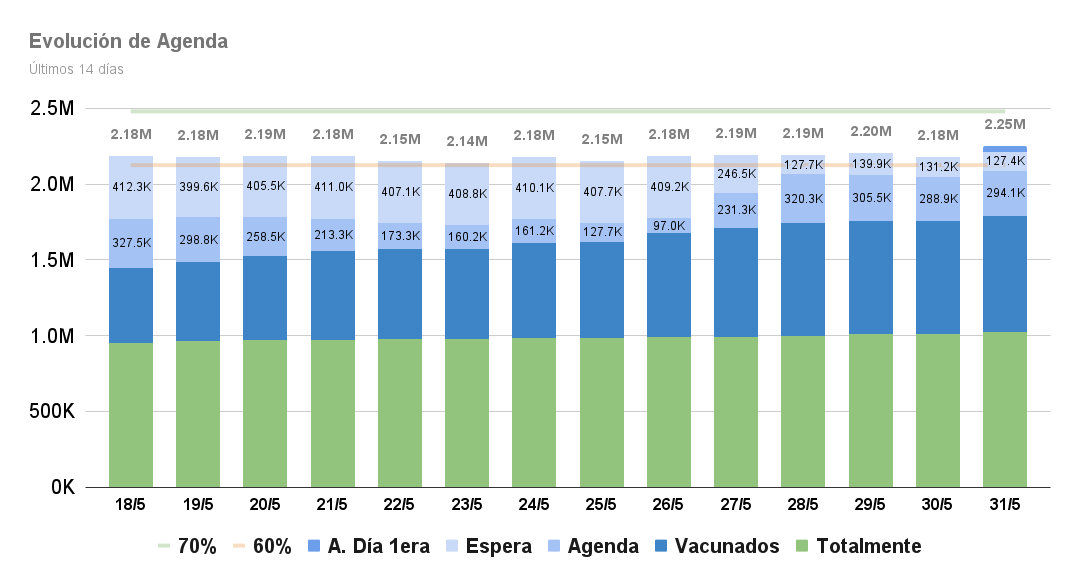 Evolución de Agenda
Últimos 14 días
2.5M
2.0M
1.5M
1.0M
500K
0K
2.18M 2.18M 2.19M 2.18M 2.15M 2.14M 2.18M 2.15M 2.18M 2.19M 2.19M 2.20M 2.18M 2.25M
412.3K 399.6K 405.5K 411.0K 407.1K 408.8K 410.1K 407.7K 409.2K 246.5K 127.7K 139.9K 131.2K 127.4K
327.5K 298.8K 258.5K 213.3K 173.3K 160.2K 161.2K 127.7K 97.0K 231.3K 320.3K 305.5K 288.9K 294.1K
18/5 19/5 20/5 21/5 22/5 23/5 24/5 25/5 26/5 27/5 28/5 29/5 30/5 31/5
70% 60% A. Día 1era Espera Agenda Vacunados Totalmente